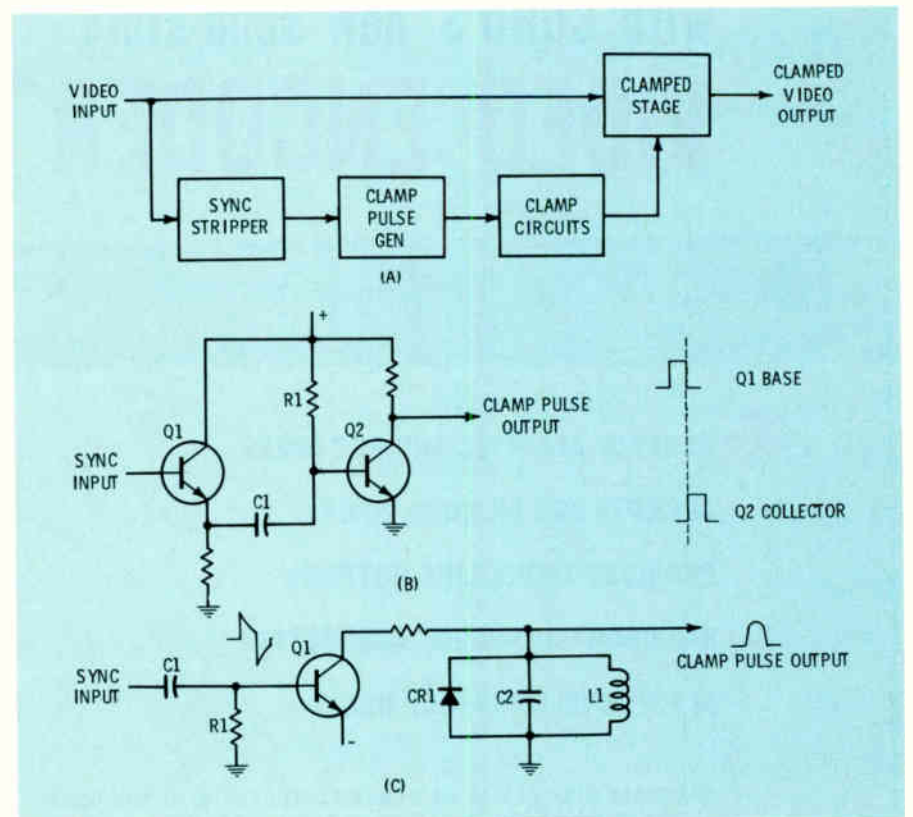 VIDEO
INPUT
CLAMPED
STAGE
CLAMPED
VIDEO
OUTPUT
SYNC
STRIPPER
CLAMP
PULSE
GEN
CLAMP
CIRCUITS
(A)
+
R1
Q1
Q2
CLAMP PULSE
OUTPUT
SYNC
INPUT
C1
Q1 BASE
Q2 COLLECTOR
(B)
SYNC
INPUT
C1
R1
Q1
-
CR1
C2
L1
CLAMP PULSE OUTPUT
(C)